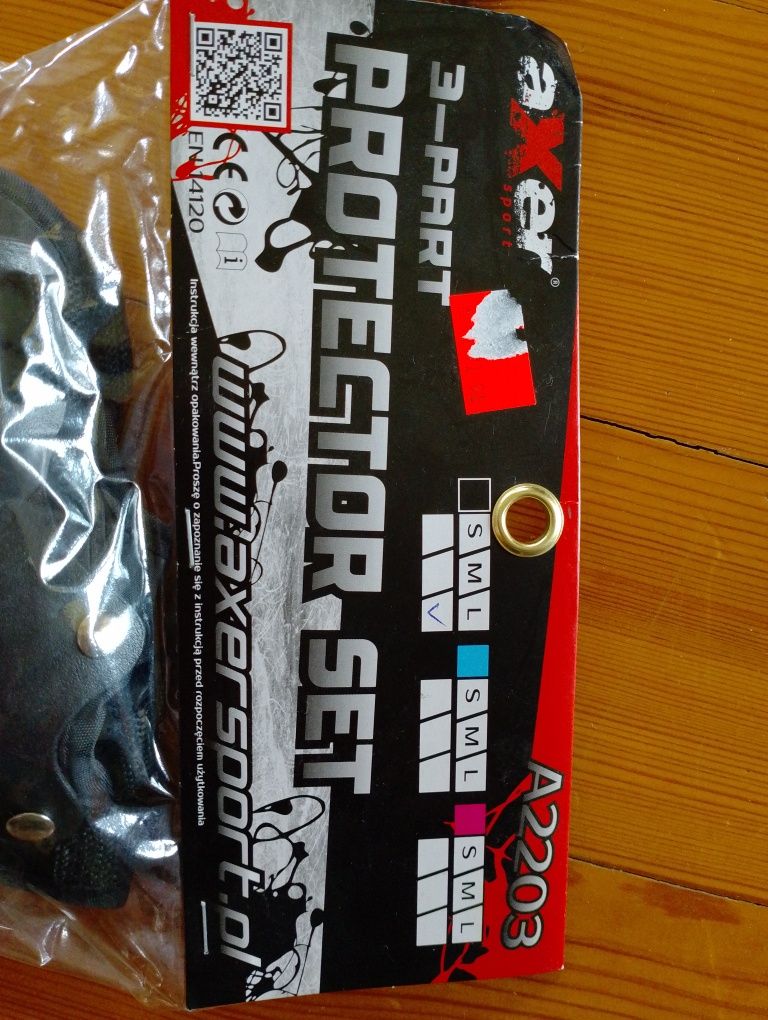 axer®
sport
3-PART
PROTECTOR SET
A2203
S M L
S M L
S M L
CE
EN 14120
www.axersport.pl
Instrukcja wewnątrz opakowania.Proszę o zapoznanie się z instrukcją przed rozpoczęciem użytkowania